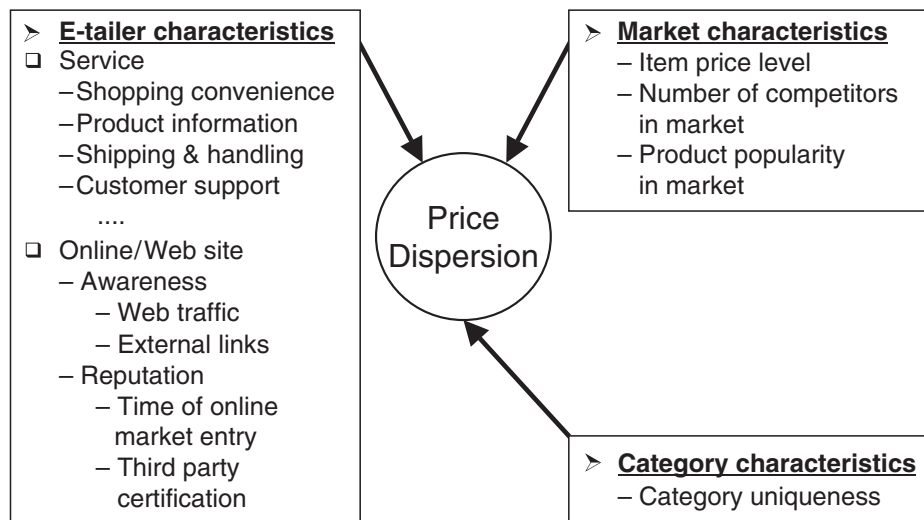 ➢ E-tailer characteristics
❑ Service
–Shopping convenience
–Product information
–Shipping & handling
–Customer support
....
❑ Online/Web site
– Awareness
– Web traffic
– External links
– Reputation
– Time of online
market entry
– Third party
certification
➢ Market characteristics
– Item price level
– Number of competitors
in market
– Product popularity
in market
Price
Dispersion
➢ Category characteristics
– Category uniqueness